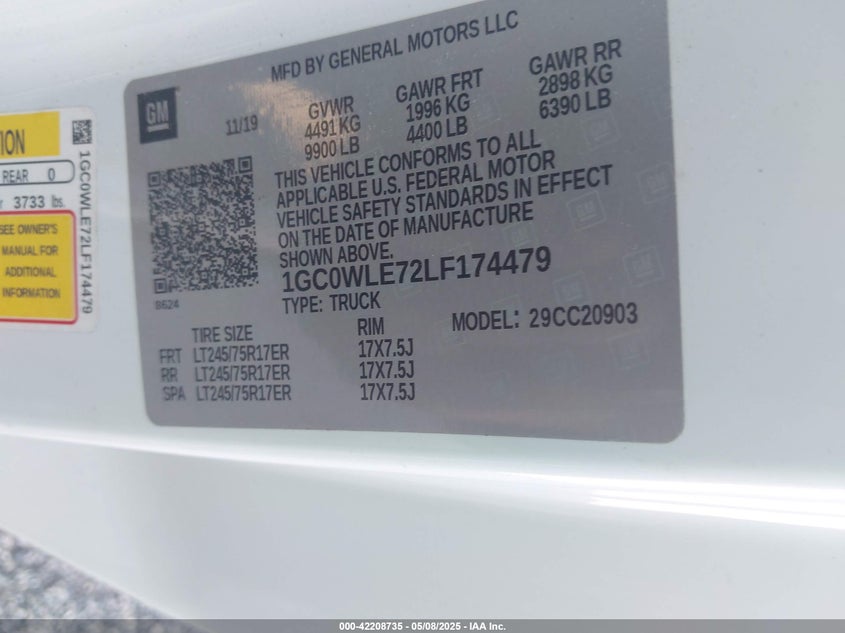 MFD BY GENERAL MOTORS LLC
GM
11/19
GVWR
4491 KG
9900 LB
GAWR FRT
1996 KG
4400 LB
GAWR RR
2898 KG
6390 LB
THIS VEHICLE CONFORMS TO ALL
APPLICABLE U.S. FEDERAL MOTOR
VEHICLE SAFETY STANDARDS IN EFFECT
ON THE DATE OF MANUFACTURE
SHOWN ABOVE.
1GC0WLE72LF174479
TYPE: TRUCK
MODEL: 29CC20903
8624
TIRE SIZE RIM
FRT LT245/75R17ER 17X7.5J
RR LT245/75R17ER 17X7.5J
SPA LT245/75R17ER 17X7.5J
REAR 0
3733 lbs.
SEE OWNER'S
MANUAL FOR
ADDITIONAL
INFORMATION
1GC0WLE72LF174479
000-42208735 - 05/08/2025 - IAA Inc.